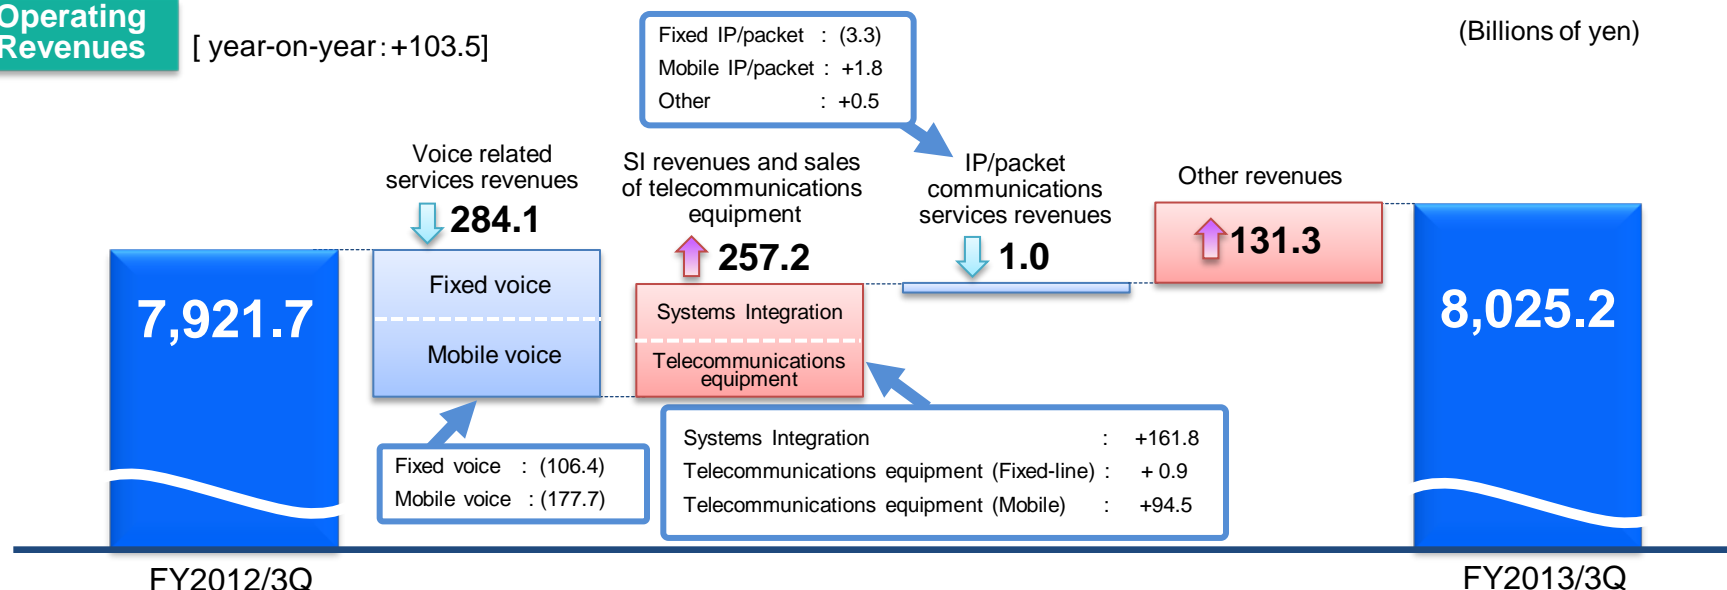 Operating
Revenues
[ year-on-year:+103.5]
(Billions of yen)
Fixed IP/packet : (3.3)
Mobile IP/packet : +1.8
Other : +0.5
Voice related
services revenues
284.1
SI revenues and sales
of telecommunications
equipment
257.2
IP/packet
communications
services revenues
1.0
Other revenues
131.3
7,921.7
Fixed voice
Mobile voice
Systems Integration
Telecommunications
equipment
8,025.2
Fixed voice : (106.4)
Mobile voice : (177.7)
Systems Integration : +161.8
Telecommunications equipment (Fixed-line) : + 0.9
Telecommunications equipment (Mobile) : +94.5
FY2012/3Q
FY2013/3Q